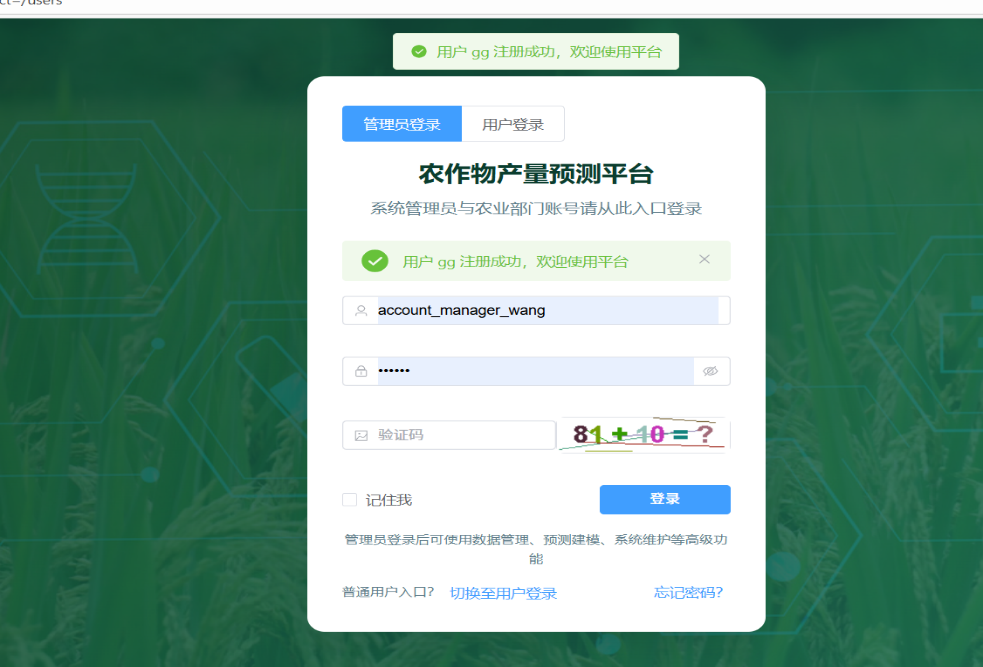 ct=/users
用户 gg 注册成功，欢迎使用平台
管理员登录 用户登录
农作物产量预测平台
系统管理员与农业部门账号请从此入口登录
用户 gg 注册成功，欢迎使用平台
account_manager_wang
••••••
验证码 81+10=?
记住我 登录
管理员登录后可使用数据管理、预测建模、系统维护等高级功
能
普通用户入口? 切换至用户登录 忘记密码?